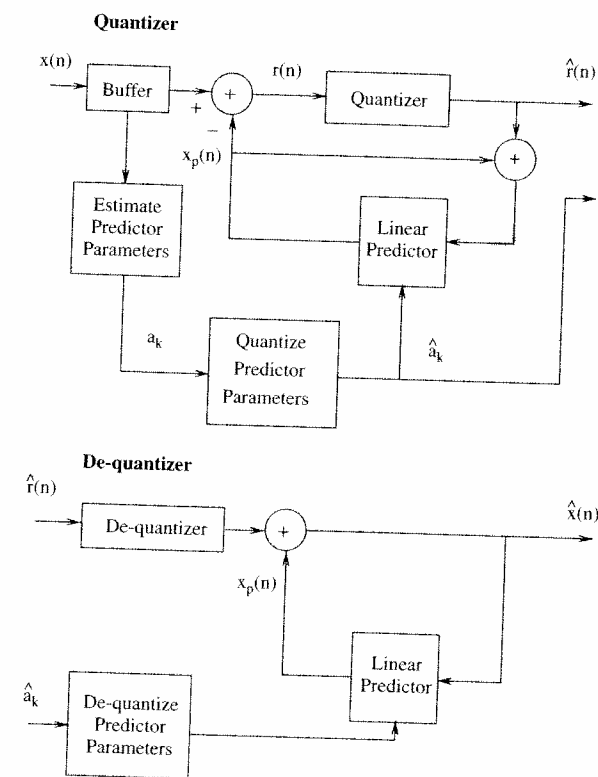 Quantizer
x(n)
Buffer
+
−
+
r(n)
Quantizer
r̂(n)
+
x_p(n)
Estimate
Predictor
Parameters
Linear
Predictor
a_k
Quantize
Predictor
Parameters
â_k
De-quantizer
r̂(n)
De-quantizer
+
x̂(n)
x_p(n)
Linear
Predictor
â_k
De-quantize
Predictor
Parameters